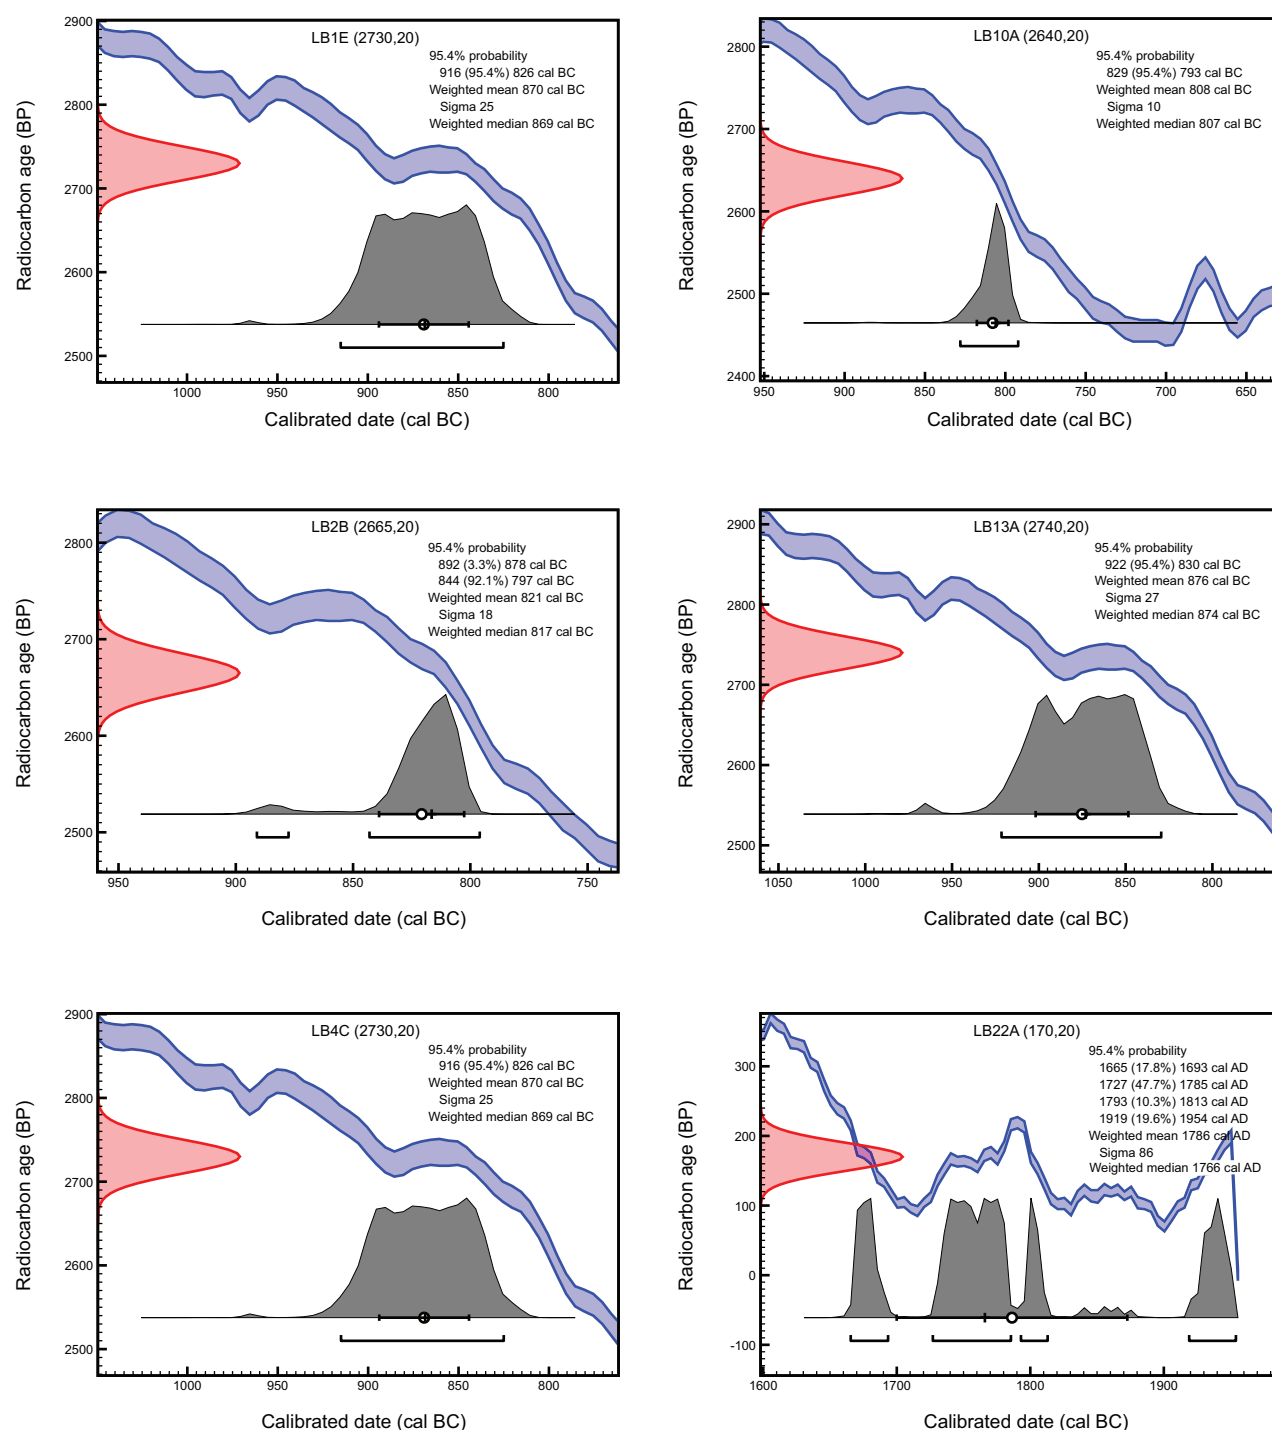 LB1E (2730,20)
95.4% probability
916 (95.4%) 826 cal BC
Weighted mean 870 cal BC
Sigma 25
Weighted median 869 cal BC
Radiocarbon age (BP)
2900
2800
2700
2600
2500
1000
950
900
850
800
Calibrated date (cal BC)
LB10A (2640,20)
95.4% probability
829 (95.4%) 793 cal BC
Weighted mean 808 cal BC
Sigma 10
Weighted median 807 cal BC
Radiocarbon age (BP)
2800
2700
2600
2500
2400
950
900
850
800
750
700
650
Calibrated date (cal BC)
LB2B (2665,20)
95.4% probability
892 (3.3%) 878 cal BC
844 (92.1%) 797 cal BC
Weighted mean 821 cal BC
Sigma 18
Weighted median 817 cal BC
Radiocarbon age (BP)
2800
2700
2600
2500
950
900
850
800
750
Calibrated date (cal BC)
LB13A (2740,20)
95.4% probability
922 (95.4%) 830 cal BC
Weighted mean 876 cal BC
Sigma 27
Weighted median 874 cal BC
Radiocarbon age (BP)
2900
2800
2700
2600
2500
1050
1000
950
900
850
800
Calibrated date (cal BC)
LB4C (2730,20)
95.4% probability
916 (95.4%) 826 cal BC
Weighted mean 870 cal BC
Sigma 25
Weighted median 869 cal BC
Radiocarbon age (BP)
2900
2800
2700
2600
2500
1000
950
900
850
800
Calibrated date (cal BC)
LB22A (170,20)
95.4% probability
1665 (17.8%) 1693 cal AD
1727 (47.7%) 1785 cal AD
1793 (10.3%) 1813 cal AD
1919 (19.6%) 1954 cal AD
Weighted mean 1786 cal AD
Sigma 86
Weighted median 1766 cal AD
Radiocarbon age (BP)
300
200
100
0
-100
1600
1700
1800
1900
Calibrated date (cal BC)